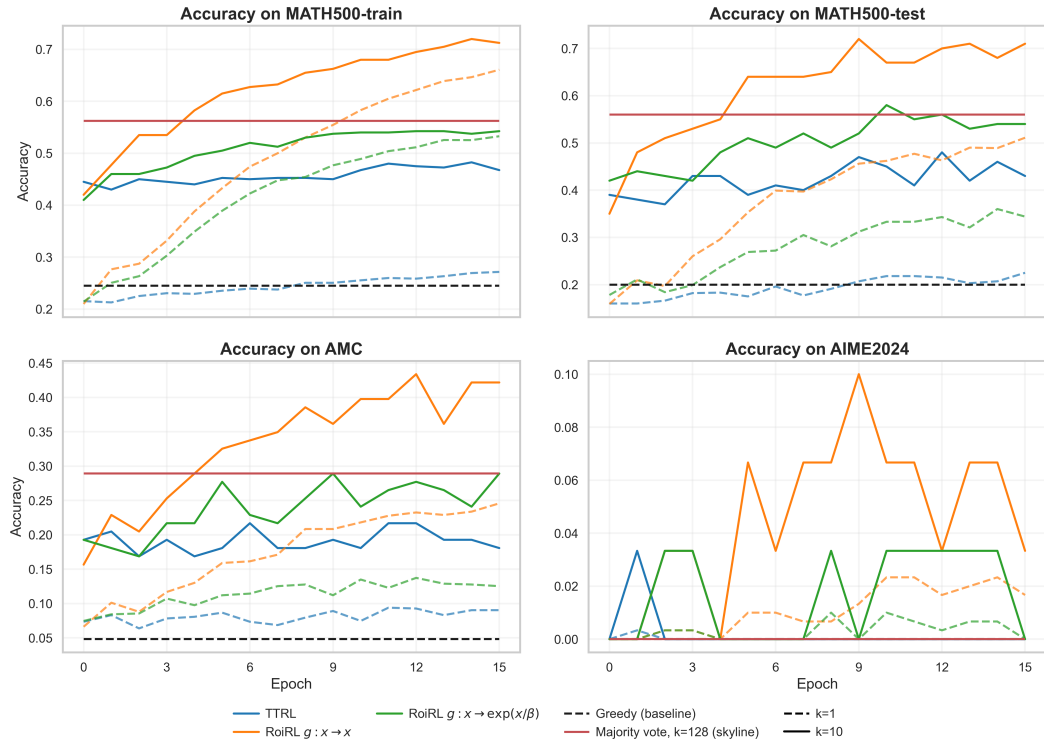 Accuracy on MATH500-train
Accuracy on MATH500-test
Accuracy
0.7
0.6
0.5
0.4
0.3
0.2
0.7
0.6
0.5
0.4
0.3
0.2
Accuracy on AMC
Accuracy on AIME2024
Accuracy
0.45
0.40
0.35
0.30
0.25
0.20
0.15
0.10
0.05
0.10
0.08
0.06
0.04
0.02
0.00
0 3 6 9 12 15
0 3 6 9 12 15
Epoch
Epoch
TTRL
RoiRL g : x → x
RoiRL g : x → exp(x/β)
Greedy (baseline)
Majority vote, k=128 (skyline)
k=1
k=10